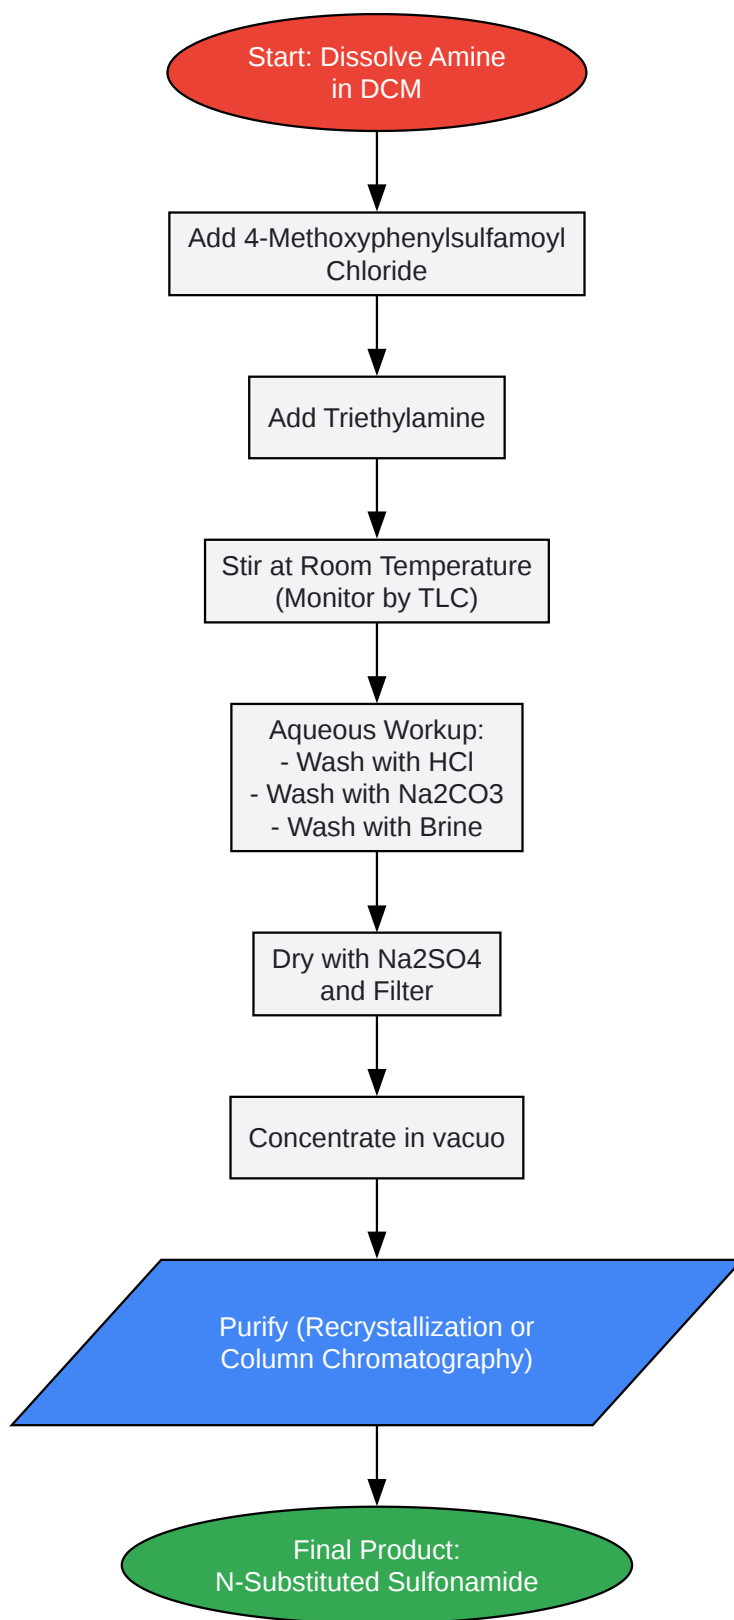 Start: Dissolve Amine
in DCM
Add 4-Methoxyphenylsulfamoyl
Chloride
Add Triethylamine
Stir at Room Temperature
(Monitor by TLC)
Aqueous Workup:
- Wash with HCl
- Wash with Na2CO3
- Wash with Brine
Dry with Na2SO4
and Filter
Concentrate in vacuo
Purify (Recrystallization or
Column Chromatography)
Final Product:
N-Substituted Sulfonamide